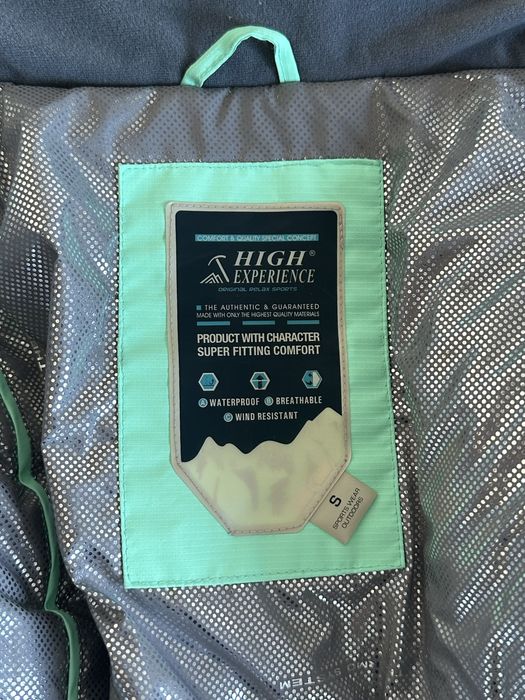 COMFORT & QUALITY SPECIAL CONCEPT
HIGH®
EXPERIENCE
ORIGINAL RELAX SPORTS
THE AUTHENTIC & GUARANTEED
MADE WITH ONLY THE HIGHEST QUALITY MATERIALS
PRODUCT WITH CHARACTER
SUPER FITTING COMFORT
A WATERPROOF B BREATHABLE
C WIND RESISTANT
S
SPORTS WEAR
OUTDOORS